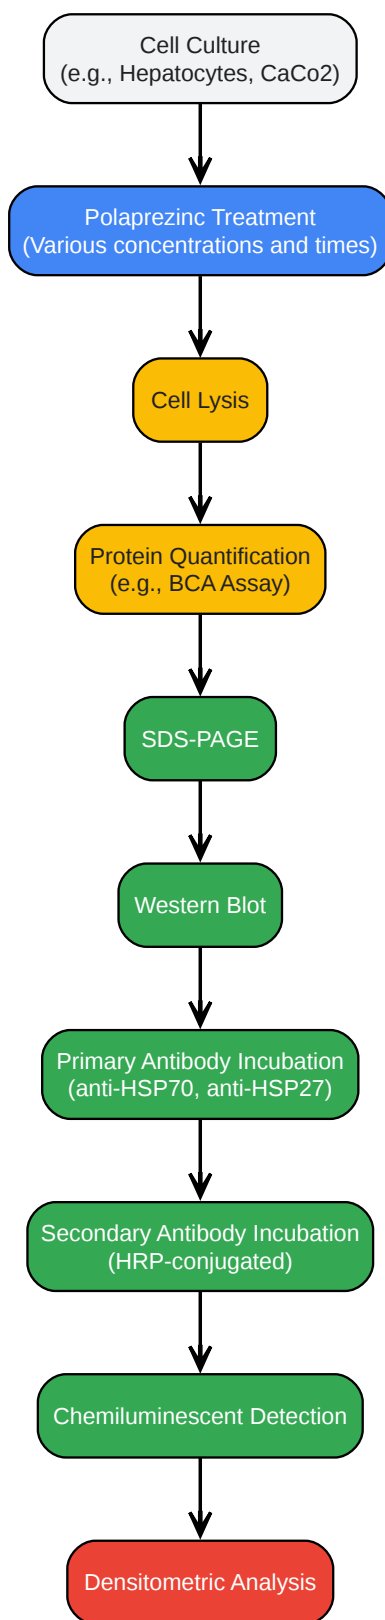 Cell Culture
(e.g., Hepatocytes, CaCo2)
Polaprezinc Treatment
(Various concentrations and times)
Cell Lysis
Protein Quantification
(e.g., BCA Assay)
SDS-PAGE
Western Blot
Primary Antibody Incubation
(anti-HSP70, anti-HSP27)
Secondary Antibody Incubation
(HRP-conjugated)
Chemiluminescent Detection
Densitometric Analysis